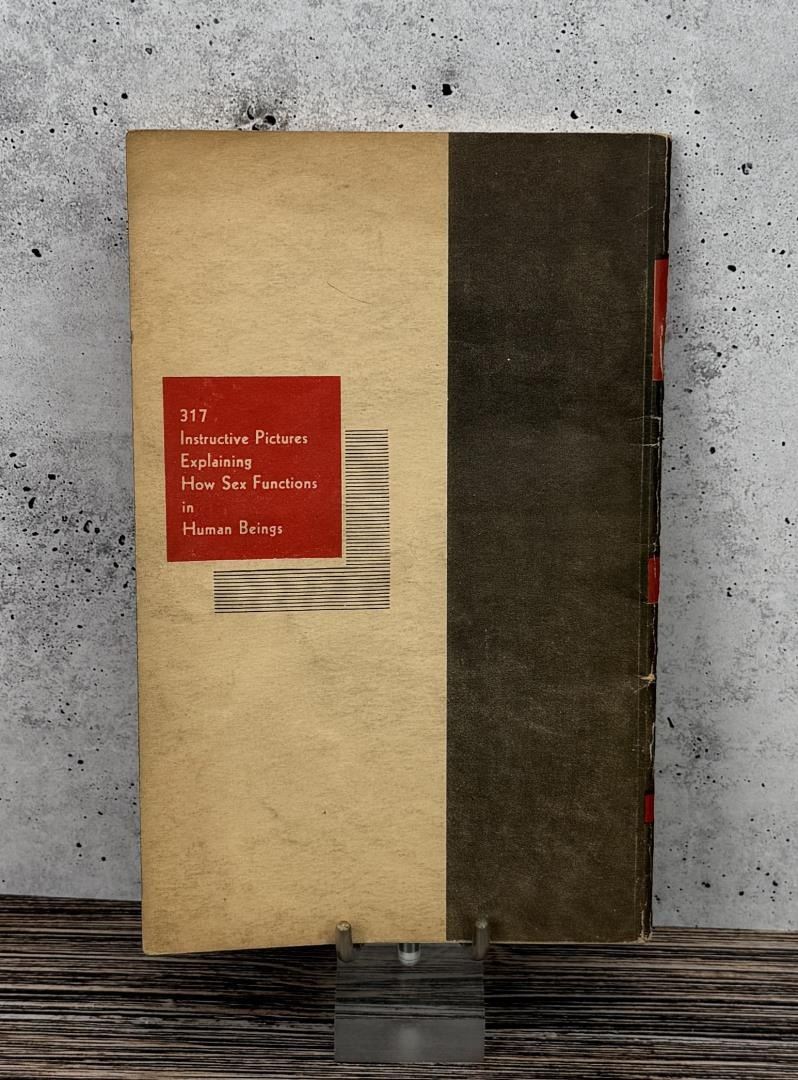 317
Instructive Pictures
Explaining
How Sex Functions
in
Human Beings